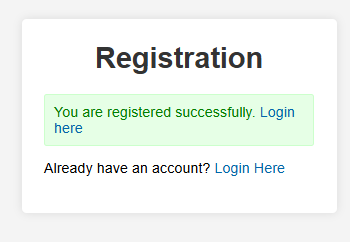 Registration
You are registered successfully. Login
here
Already have an account? Login Here